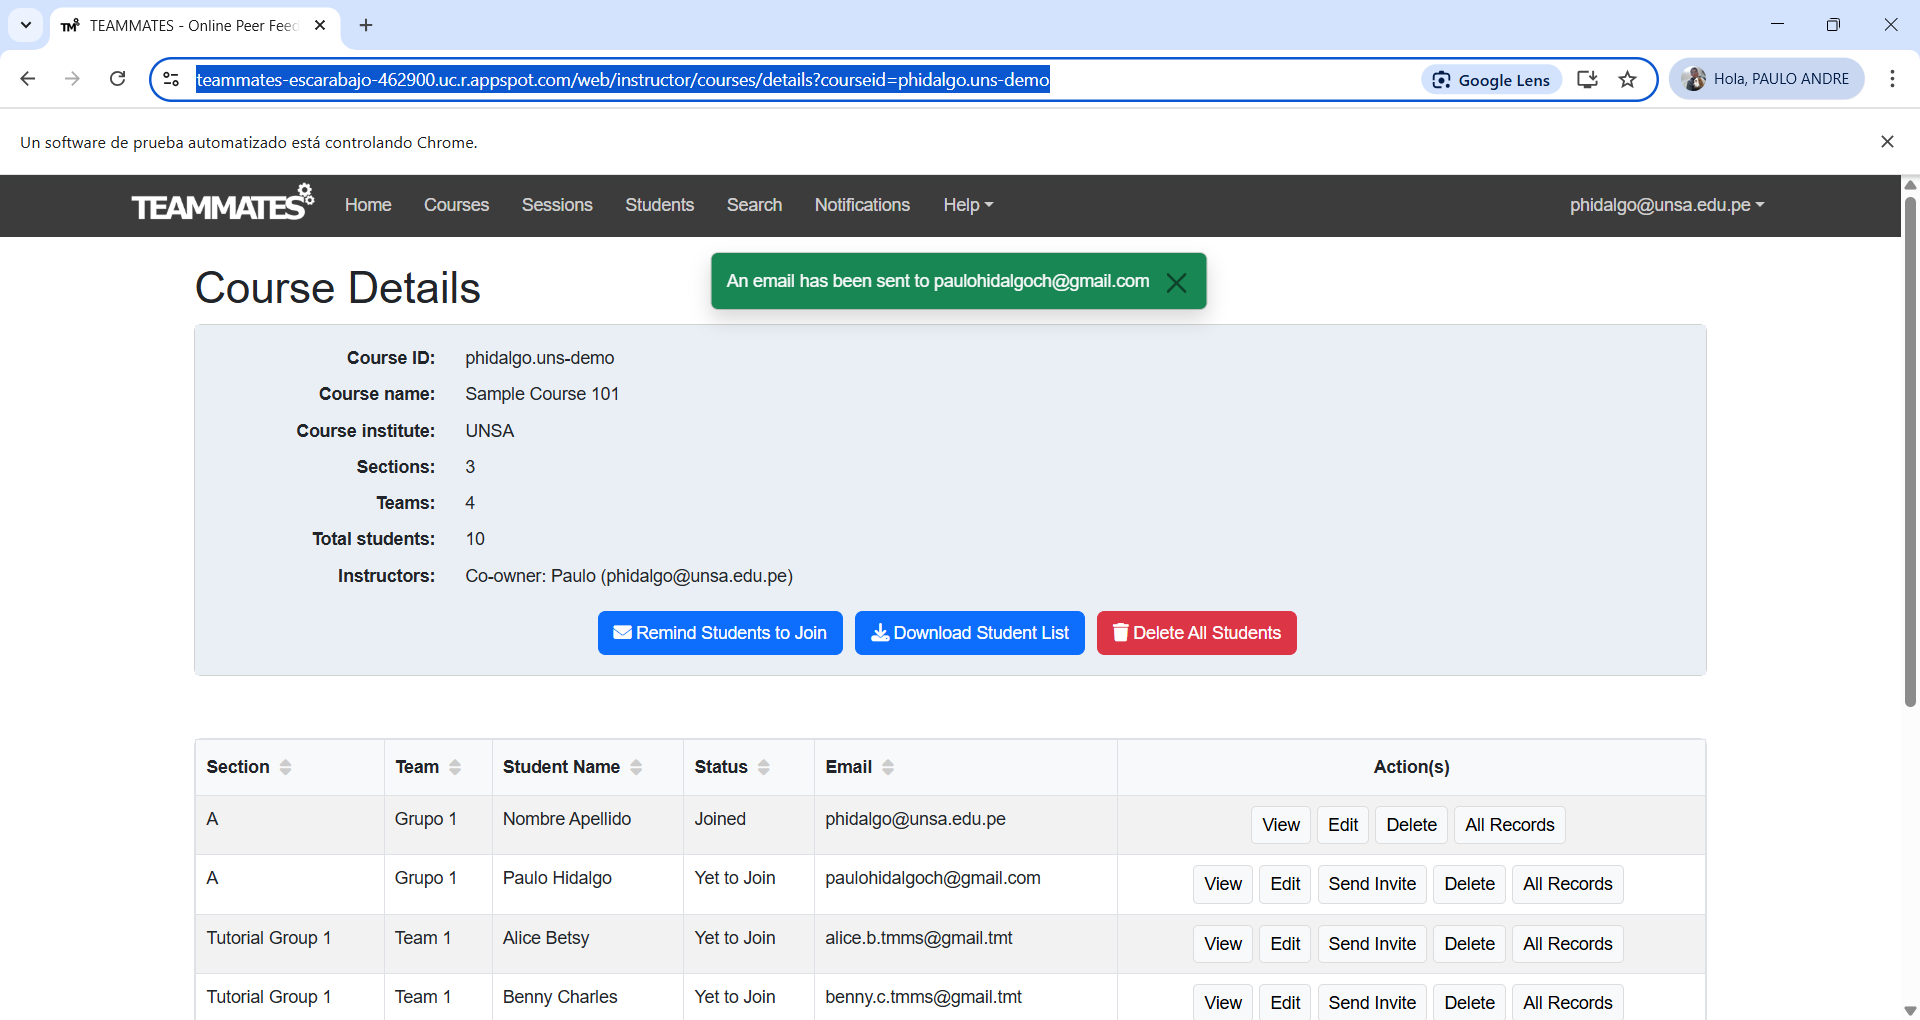 TEAMMATES - Online Peer Feed
teammates-escarabajo-462900.uc.r.appspot.com/web/instructor/courses/details?courseid=phidalgo.uns-demo
Google Lens
Hola, PAULO ANDRE
Un software de prueba automatizado está controlando Chrome.
TEAMMATES Home Courses Sessions Students Search Notifications Help phidalgo@unsa.edu.pe
Course Details
An email has been sent to paulohidalgoch@gmail.com
Course ID: phidalgo.uns-demo
Course name: Sample Course 101
Course institute: UNSA
Sections: 3
Teams: 4
Total students: 10
Instructors: Co-owner: Paulo (phidalgo@unsa.edu.pe)
Remind Students to Join Download Student List Delete All Students
Section Team Student Name Status Email Action(s)
A Grupo 1 Nombre Apellido Joined phidalgo@unsa.edu.pe View Edit Delete All Records
A Grupo 1 Paulo Hidalgo Yet to Join paulohidalgoch@gmail.com View Edit Send Invite Delete All Records
Tutorial Group 1 Team 1 Alice Betsy Yet to Join alice.b.tmms@gmail.tmt View Edit Send Invite Delete All Records
Tutorial Group 1 Team 1 Benny Charles Yet to Join benny.c.tmms@gmail.tmt View Edit Send Invite Delete All Records